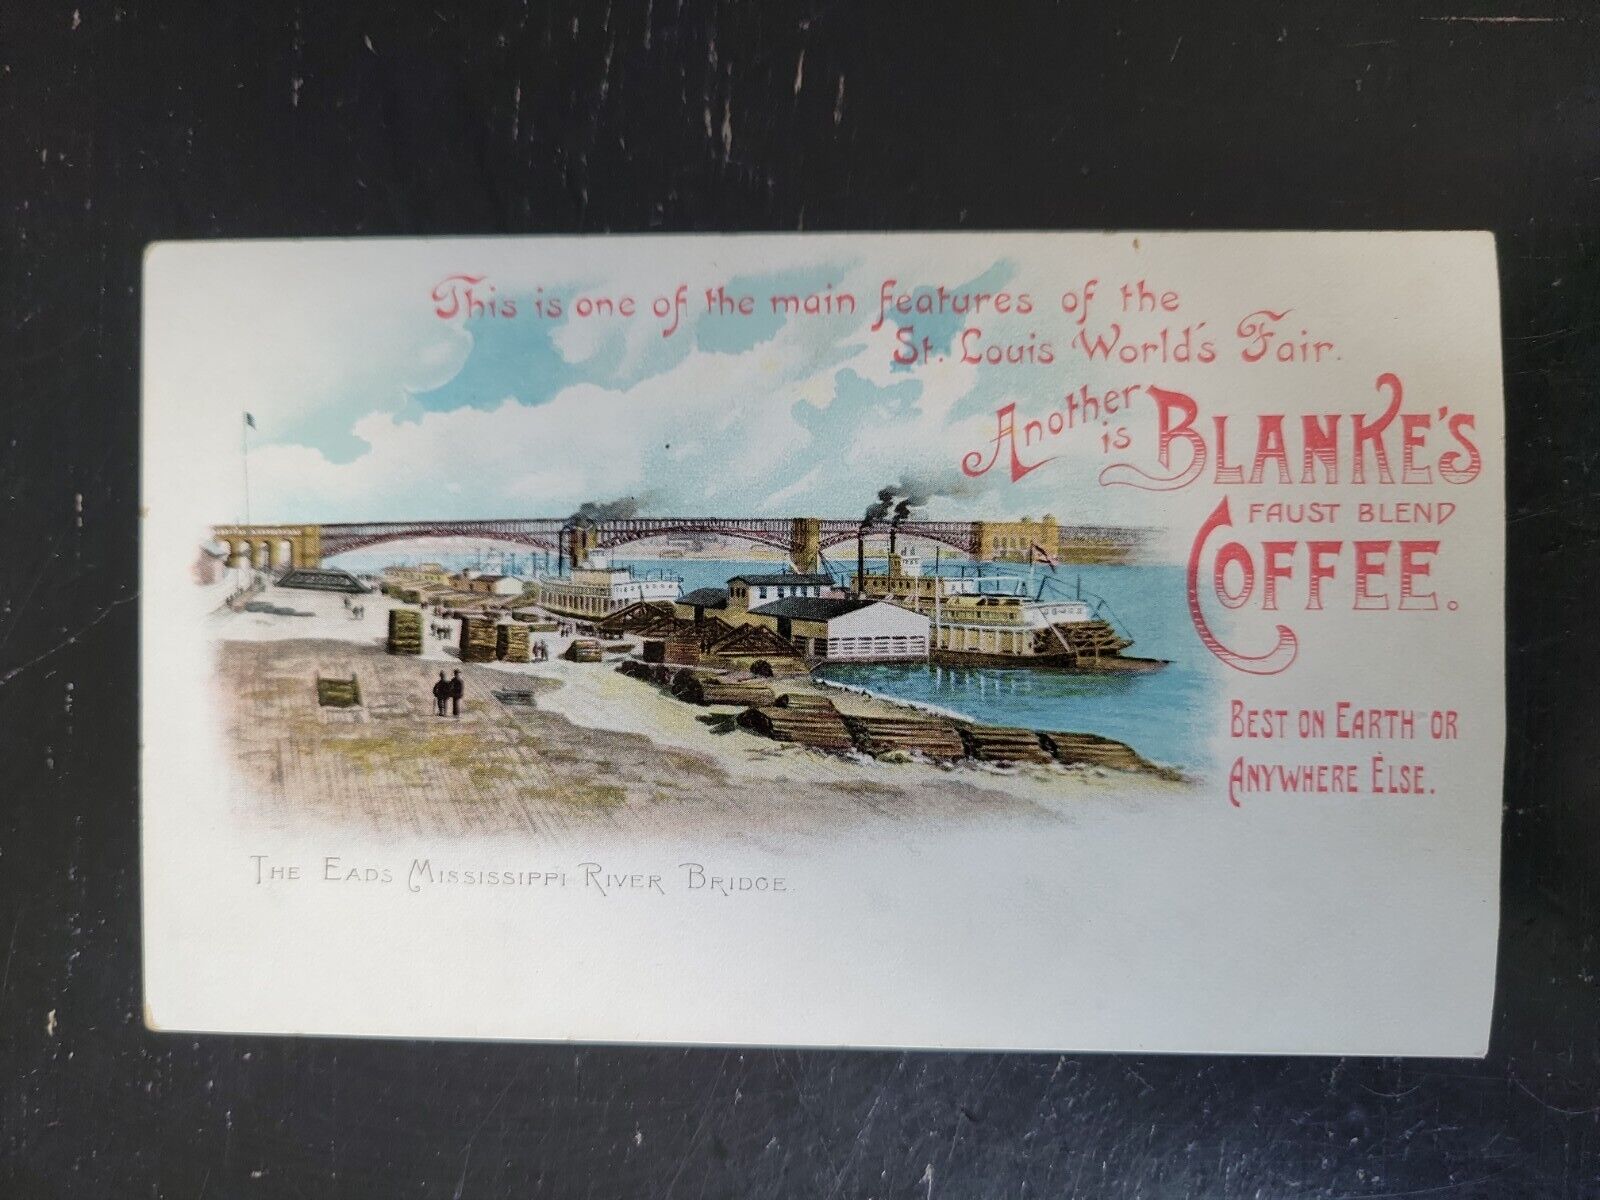 This is one of the main features of the
St. Louis World's Fair.
Another
is
BLANKE'S
FAUST BLEND
COFFEE.
BEST ON EARTH OR
ANYWHERE ELSE.
THE EADS MISSISSIPPI RIVER BRIDGE.